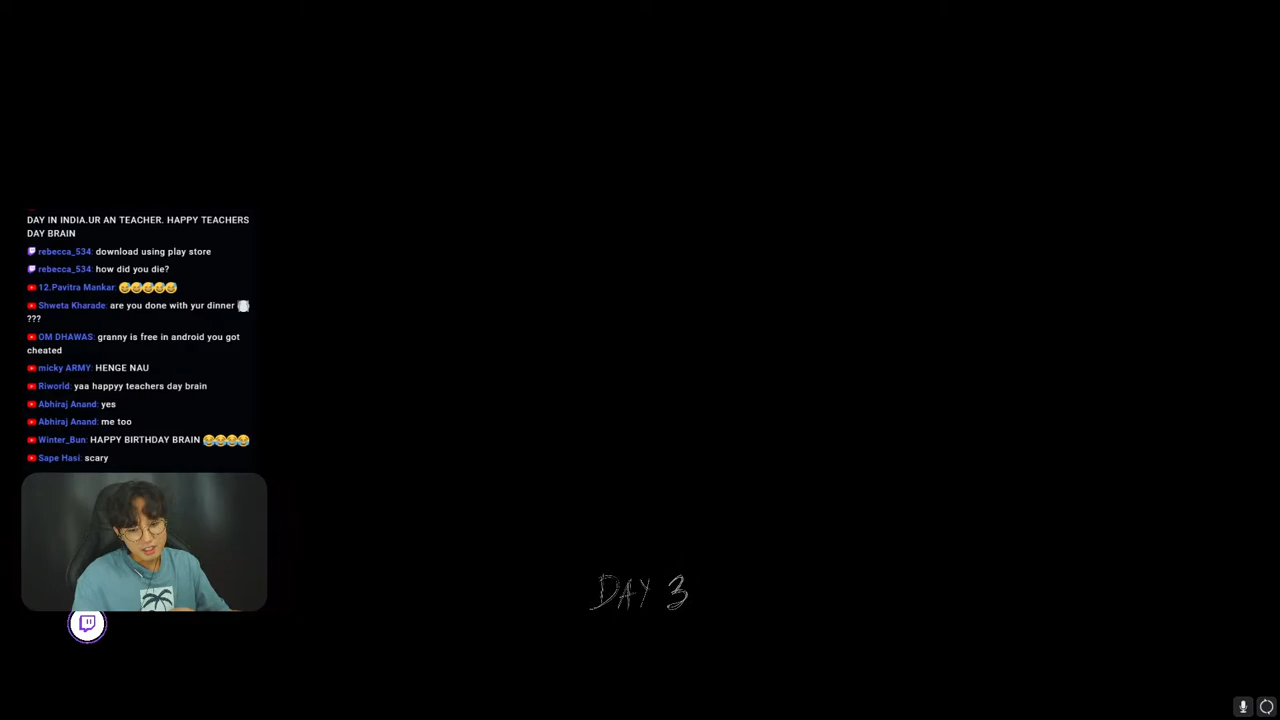 DAY IN INDIA.UR AN TEACHER. HAPPY TEACHERS
DAY BRAIN
rebecca_534: download using play store
rebecca_534: how did you die?
12.Pavitra Mankar: 😅😅😅😅😅
Shweta Kharade: are you done with yur dinner
???
OM DHAWAS: granny is free in android you got
cheated
micky ARMY: HENGE NAU
Riworld: yaa happyy teachers day brain
Abhiraj Anand: yes
Abhiraj Anand: me too
Winter_Bun: HAPPY BIRTHDAY BRAIN 😂😂😂😂
Sape Hasi: scary
DAY 3